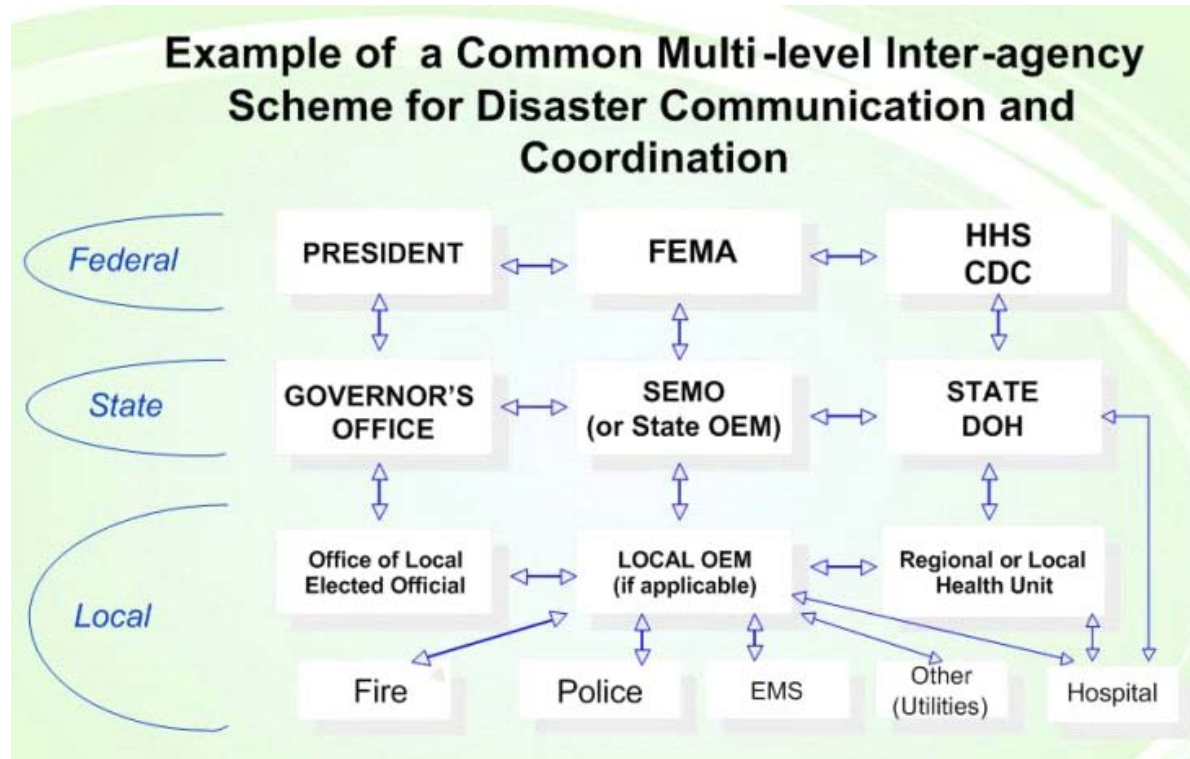 Example of a Common Multi-level Inter-agency
Scheme for Disaster Communication and
Coordination
Federal
PRESIDENT
FEMA
HHS
CDC
State
GOVERNOR'S
OFFICE
SEMO
(or State OEM)
STATE
DOH
Local
Office of Local
Elected Official
LOCAL OEM
(if applicable)
Regional or Local
Health Unit
Fire
Police
EMS
Other
(Utilities)
Hospital